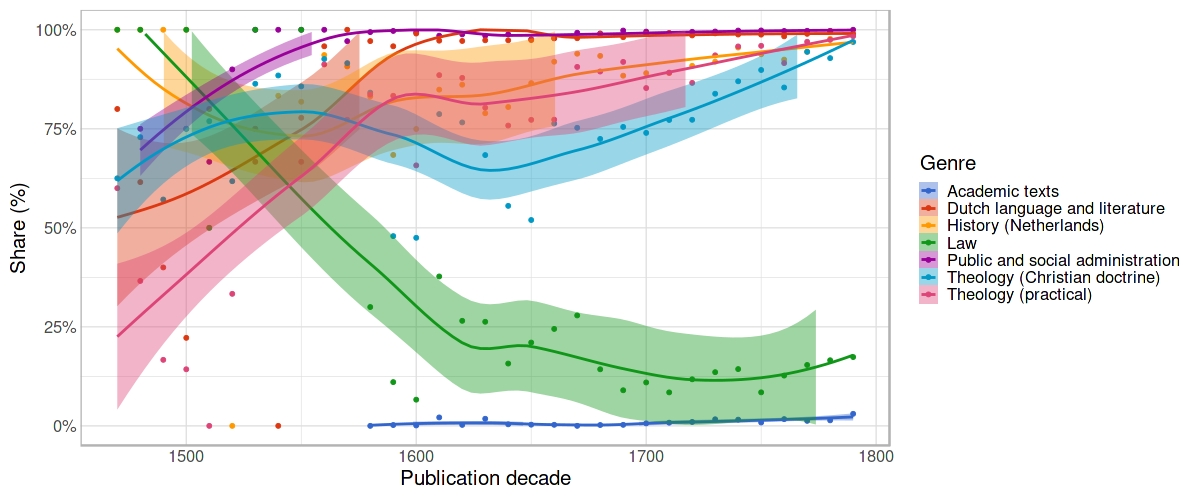 100%
75%
50%
25%
0%
Share (%)
1500
1600
1700
1800
Publication decade
Genre
Academic texts
Dutch language and literature
History (Netherlands)
Law
Public and social administration
Theology (Christian doctrine)
Theology (practical)